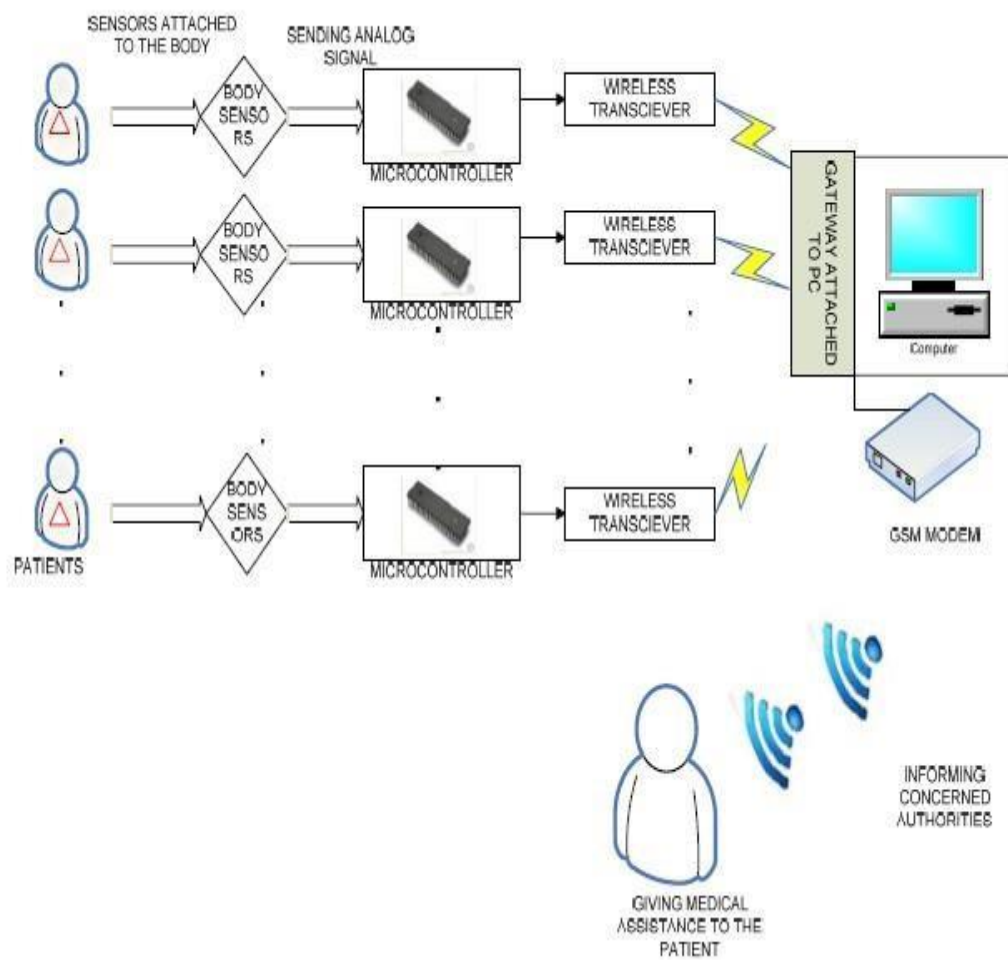 SENSORS ATTACHED
TO THE BODY
SENDING ANALOG
SIGNAL
BODY
SENSO
RS
MICROCONTROLLER
WIRELESS
TRANSCIEVER
BODY
SENSO
RS
MICROCONTROLLER
WIRELESS
TRANSCIEVER
GATEWAY ATTACHED
TO PC
Computer
GSM MODEM
PATIENTS
BODY
SENS
ORS
MICROCONTROLLER
WIRELESS
TRANSCIEVER
INFORMING
CONCERNED
AUTHORITIES
GIVING MEDICAL
ASSISTANCE TO THE
PATIENT